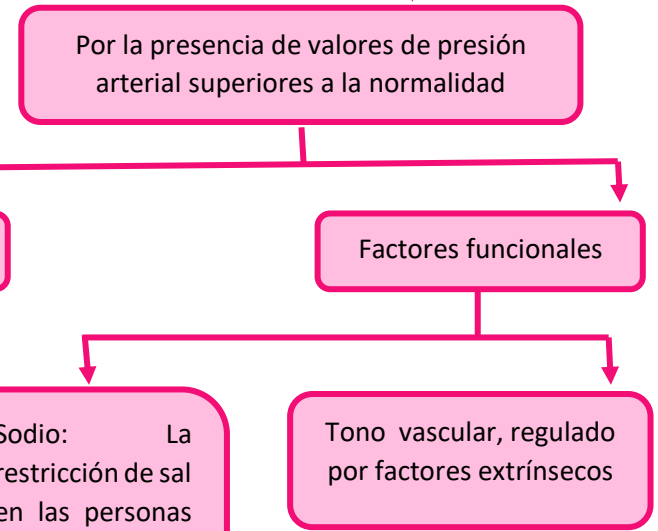 Por la presencia de valores de presión
arterial superiores a la normalidad
Factores funcionales
Sodio: La
restricción de sal
en las personas
Tono vascular, regulado
por factores extrínsecos